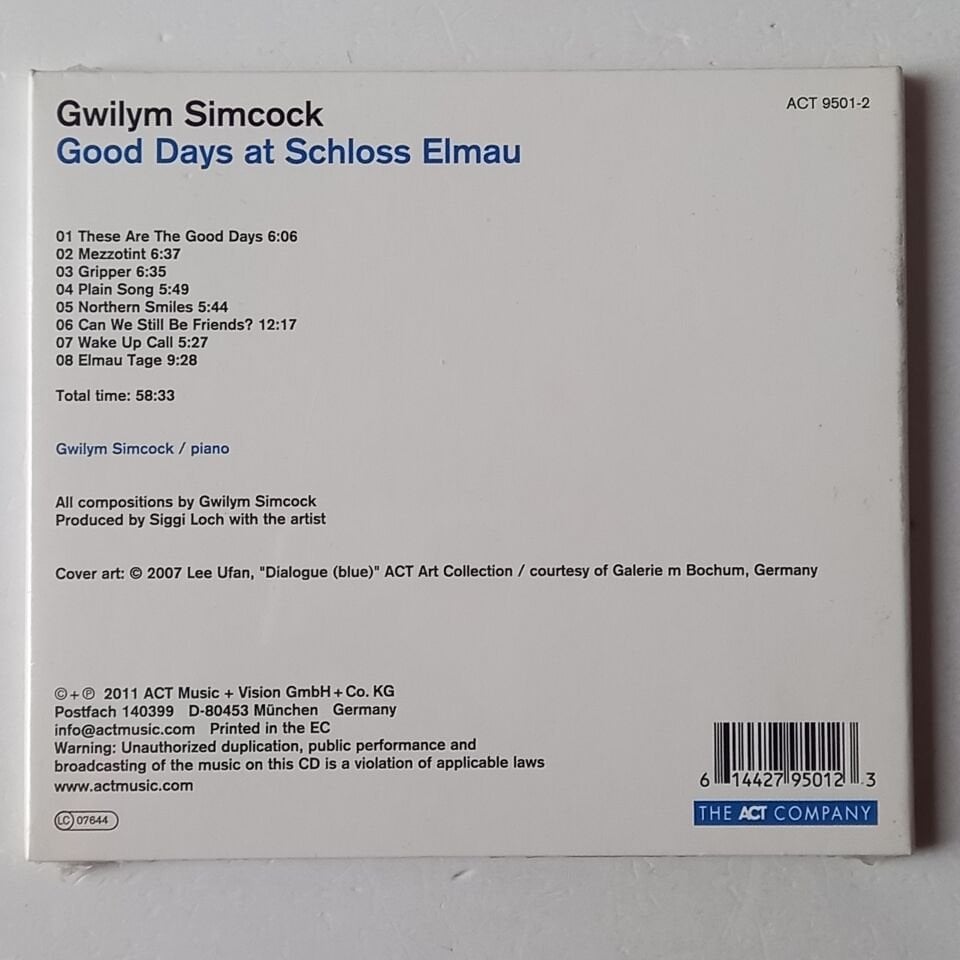 Gwilym Simcock
ACT 9501-2
Good Days at Schloss Elmau
01 These Are The Good Days 6:06
02 Mezzotint 6:37
03 Gripper 6:35
04 Plain Song 5:49
05 Northern Smiles 5:44
06 Can We Still Be Friends? 12:17
07 Wake Up Call 5:27
08 Elmau Tage 9:28
Total time: 58:33
Gwilym Simcock / piano
All compositions by Gwilym Simcock
Produced by Siggi Loch with the artist
Cover art: © 2007 Lee Ufan, "Dialogue (blue)" ACT Art Collection / courtesy of Galerie m Bochum, Germany
©+℗ 2011 ACT Music + Vision GmbH + Co. KG
Postfach 140399 D-80453 München Germany
info@actmusic.com Printed in the EC
Warning: Unauthorized duplication, public performance and
broadcasting of the music on this CD is a violation of applicable laws
www.actmusic.com
LC 07644
6 14427 95012 3
THE ACT COMPANY